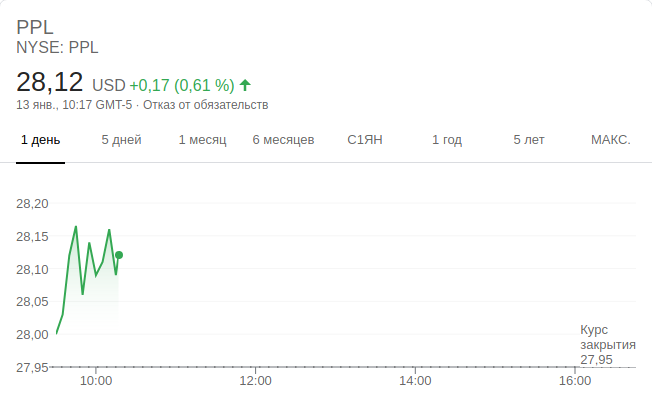 PPL
NYSE: PPL
28,12 USD +0,17 (0,61 %)
13 янв., 10:17 GMT-5 · Отказ от обязательств
1 день 5 дней 1 месяц 6 месяцев С1ЯН 1 год 5 лет МАКС.
28,20
28,15
28,10
28,05
28,00
27,95
Курс
закрытия
27,95
10:00 12:00 14:00 16:00